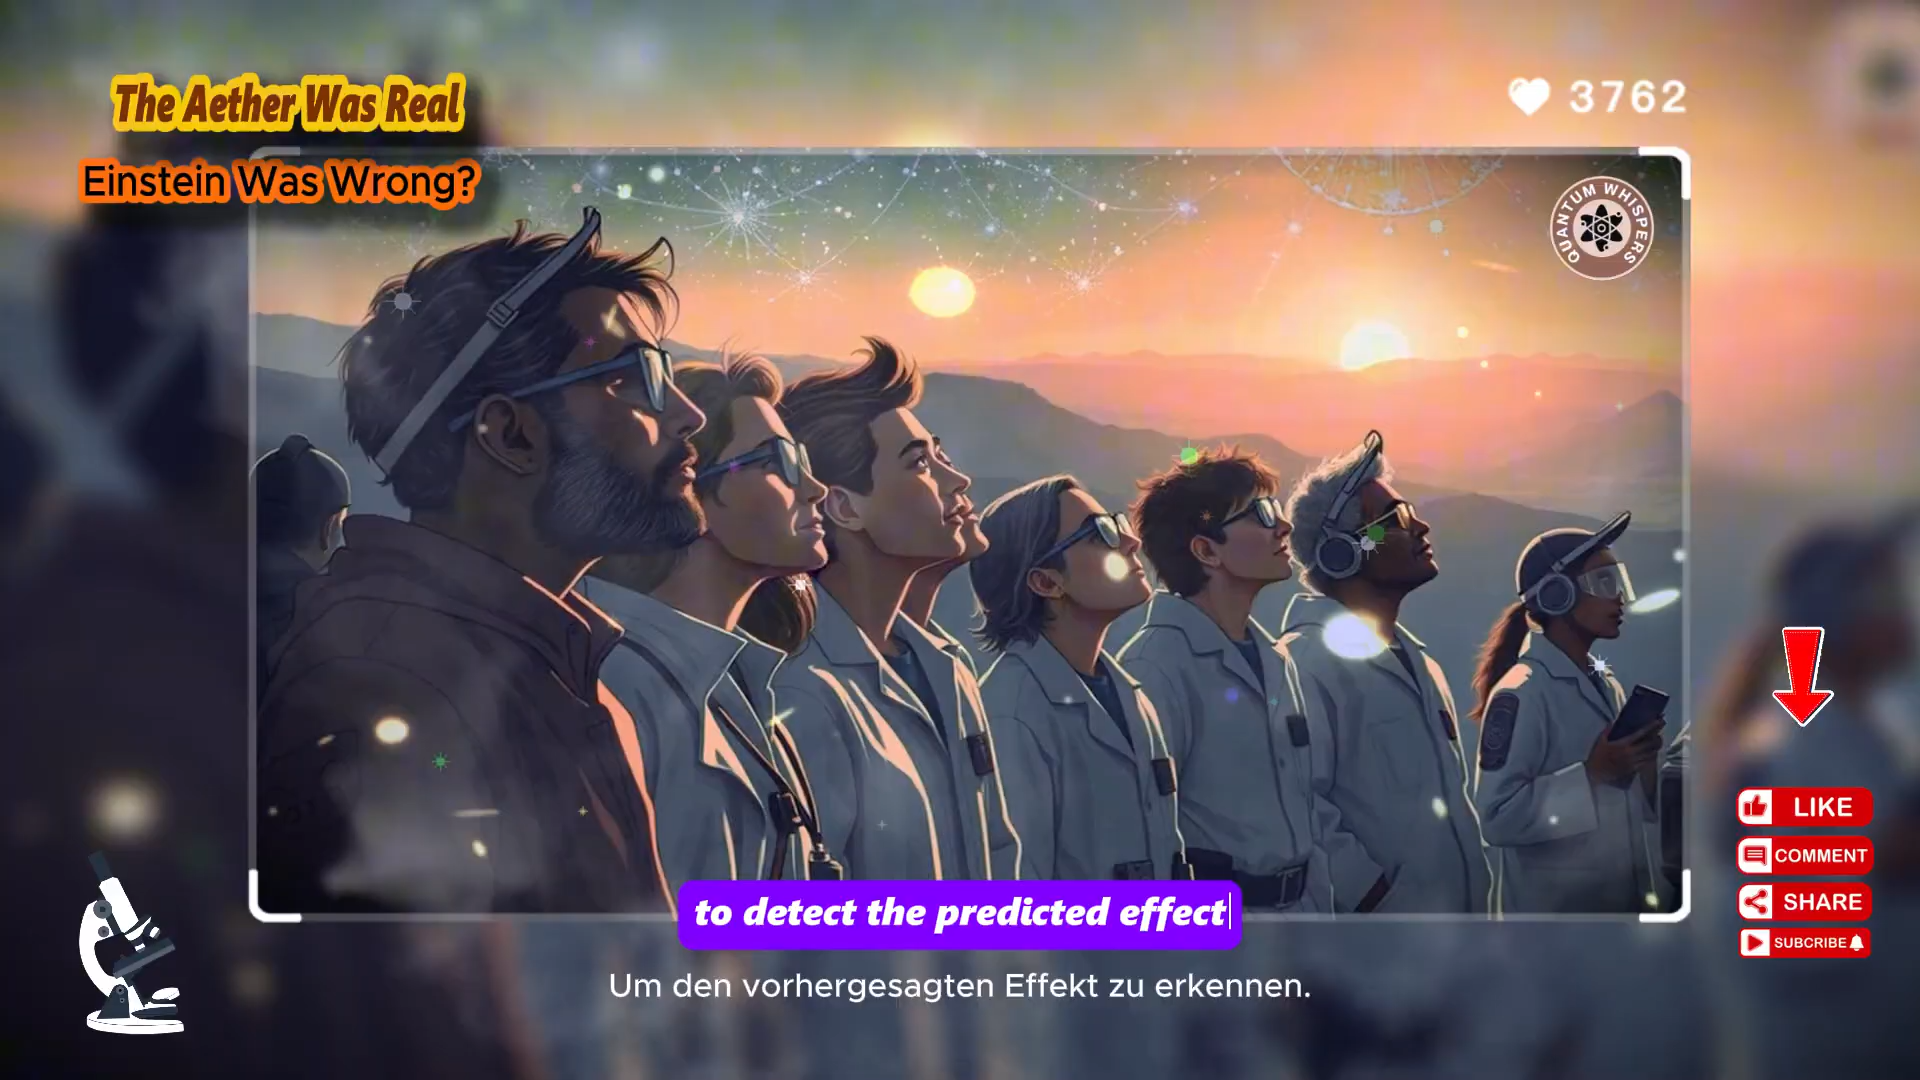 The Aether Was Real
Einstein Was Wrong?
3762
QUANTUM WHISPERS
to detect the predicted effect
Um den vorhergesagten Effekt zu erkennen.
LIKE
COMMENT
SHARE
SUBCRIBE